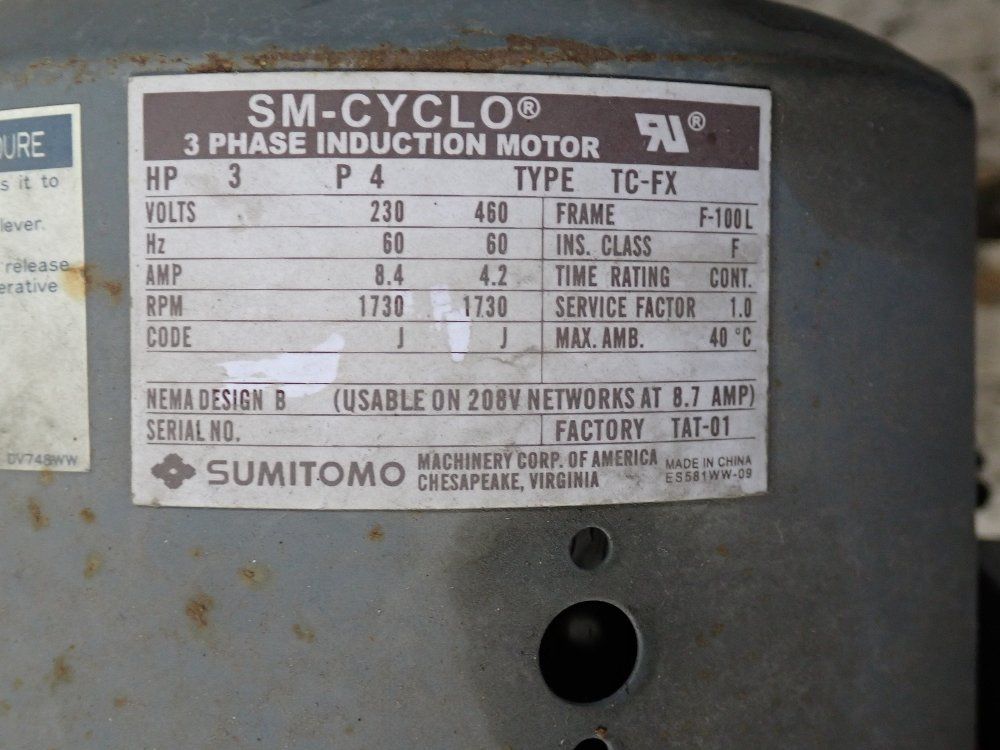 URE
s it to
lever.
release
erative
DV748WW
SM-CYCLO®
3 PHASE INDUCTION MOTOR
RU®
HP 3 P 4 TYPE TC-FX
VOLTS 230 460 FRAME F-100L
Hz 60 60 INS. CLASS F
AMP 8.4 4.2 TIME RATING CONT.
RPM 1730 1730 SERVICE FACTOR 1.0
CODE J J MAX. AMB. 40 °C
NEMA DESIGN B (USABLE ON 208V NETWORKS AT 8.7 AMP)
SERIAL NO. FACTORY TAT-01
SUMITOMO MACHINERY CORP. OF AMERICA
CHESAPEAKE, VIRGINIA
MADE IN CHINA
ES581WW-09